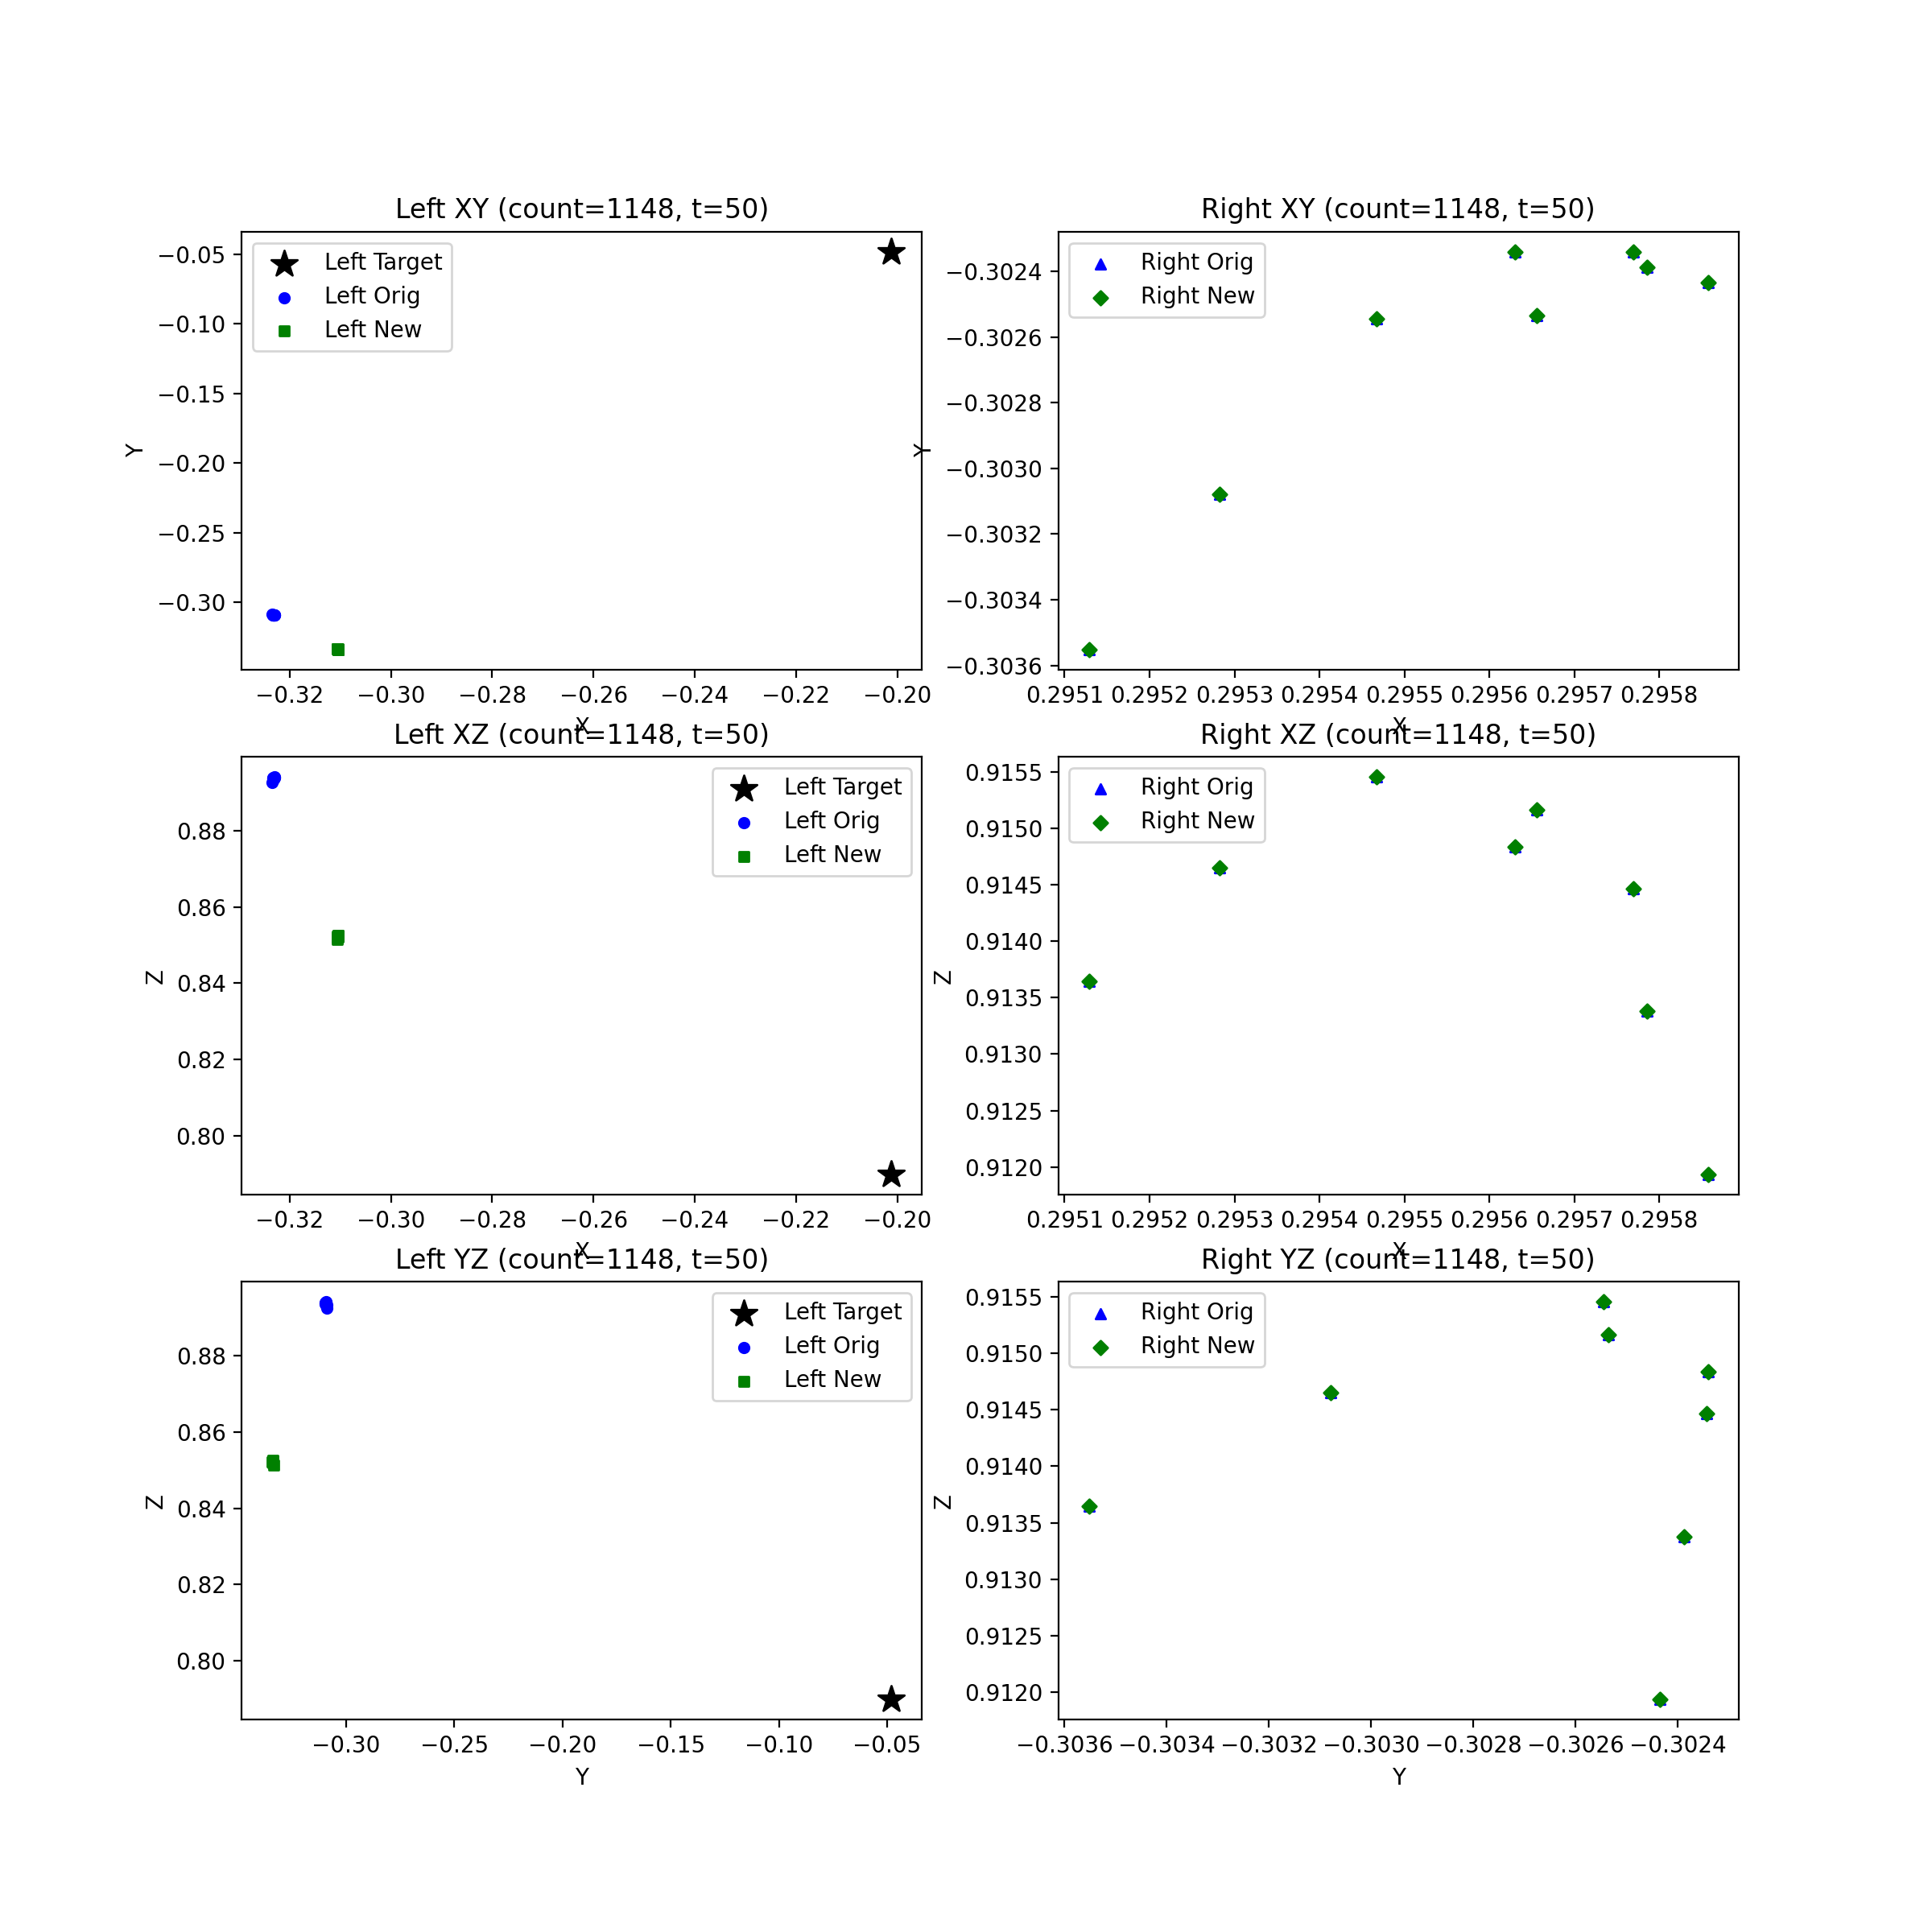 Left XY (count=1148, t=50)
Left Target
Left Orig
Left New
−0.05
−0.10
−0.15
−0.20
−0.25
−0.30
Y
−0.32 −0.30 −0.28 −0.26 −0.24 −0.22 −0.20
X
Right XY (count=1148, t=50)
Right Orig
Right New
−0.3024
−0.3026
−0.3028
−0.3030
−0.3032
−0.3034
−0.3036
Y
0.2951 0.2952 0.2953 0.2954 0.2955 0.2956 0.2957 0.2958
X
Left XZ (count=1148, t=50)
Left Target
Left Orig
Left New
0.88
0.86
0.84
0.82
0.80
Z
−0.32 −0.30 −0.28 −0.26 −0.24 −0.22 −0.20
X
Right XZ (count=1148, t=50)
Right Orig
Right New
0.9155
0.9150
0.9145
0.9140
0.9135
0.9130
0.9125
0.9120
Z
0.2951 0.2952 0.2953 0.2954 0.2955 0.2956 0.2957 0.2958
X
Left YZ (count=1148, t=50)
Left Target
Left Orig
Left New
0.88
0.86
0.84
0.82
0.80
Z
−0.30 −0.25 −0.20 −0.15 −0.10 −0.05
Y
Right YZ (count=1148, t=50)
Right Orig
Right New
0.9155
0.9150
0.9145
0.9140
0.9135
0.9130
0.9125
0.9120
Z
−0.3036 −0.3034 −0.3032 −0.3030 −0.3028 −0.3026 −0.3024
Y